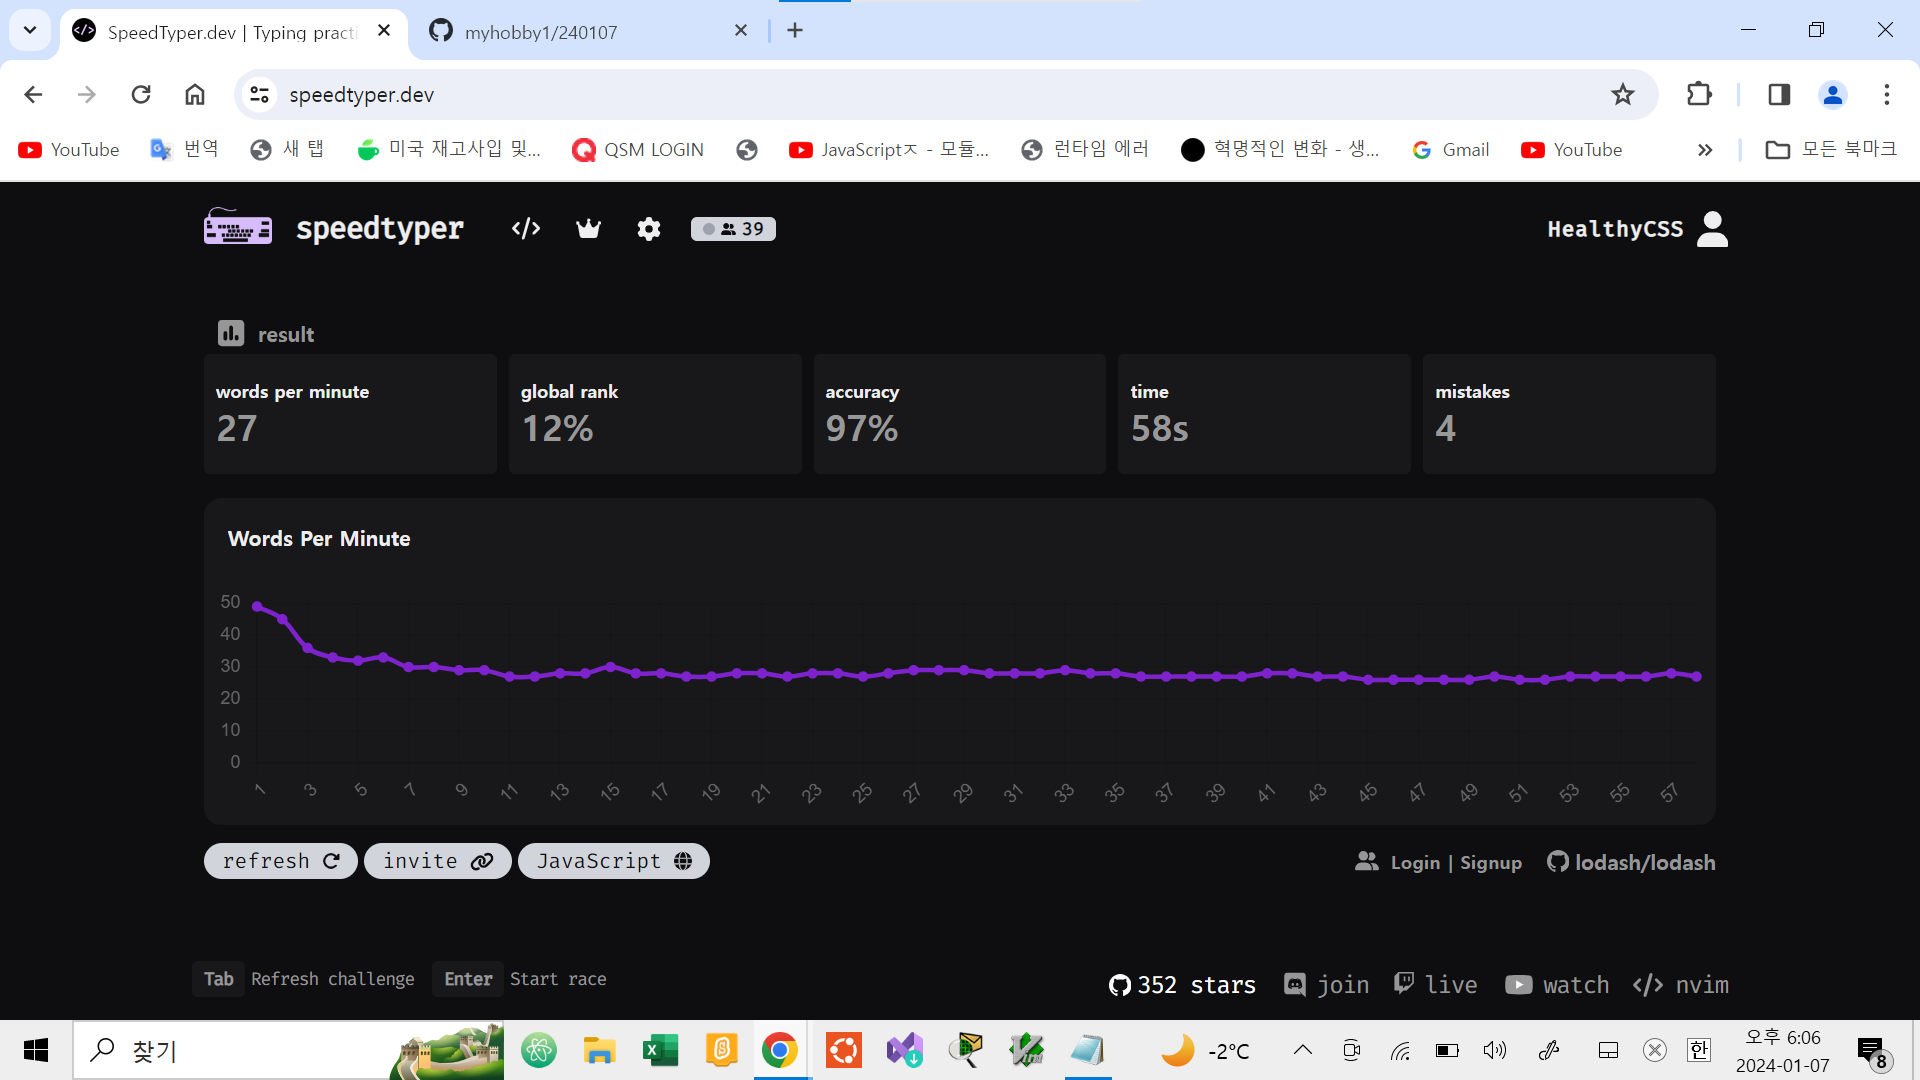 SpeedTyper.dev | Typing practi
myhobby1/240107
speedtyper.dev
YouTube
번역
새 탭
미국 재고사입 및...
QSM LOGIN
JavaScriptㅈ - 모듈...
런타임 에러
혁명적인 변화 - 생...
Gmail
YouTube
모든 북마크
speedtyper
39
HealthyCSS
result
words per minute
27
global rank
12%
accuracy
97%
time
58s
mistakes
4
Words Per Minute
50
40
30
20
10
0
1 3 5 7 9 11 13 15 17 19 21 23 25 27 29 31 33 35 37 39 41 43 45 47 49 51 53 55 57
refresh
invite
JavaScript
Login | Signup
lodash/lodash
Tab Refresh challenge
Enter Start race
352 stars
join
live
watch
nvim
찾기
-2°C
한
오후 6:06
2024-01-07
8